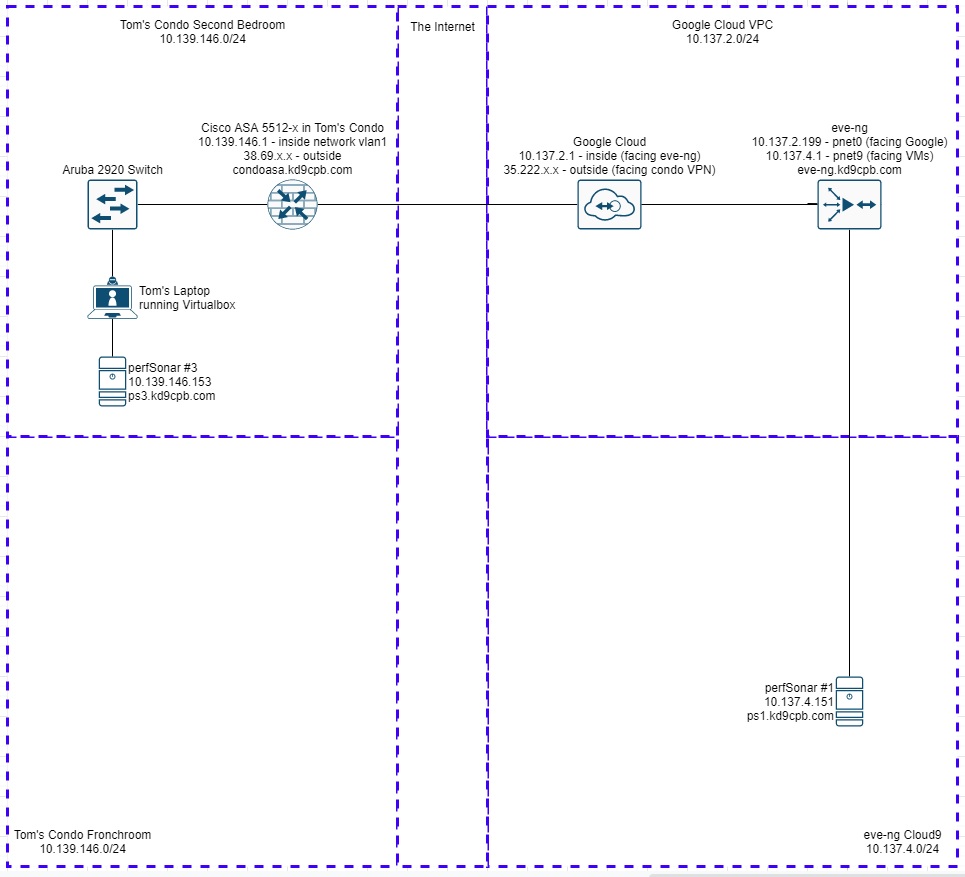 Tom's Condo Second Bedroom
10.139.146.0/24
The Internet
Google Cloud VPC
10.137.2.0/24
Cisco ASA 5512-x in Tom's Condo
10.139.146.1 - inside network vlan1
38.69.x.x - outside
condoasa.kd9cpb.com
Aruba 2920 Switch
Google Cloud
10.137.2.1 - inside (facing eve-ng)
35.222.x.x - outside (facing condo VPN)
eve-ng
10.137.2.199 - pnet0 (facing Google)
10.137.4.1 - pnet9 (facing VMs)
eve-ng.kd9cpb.com
Tom's Laptop
running Virtualbox
perfSonar #3
10.139.146.153
ps3.kd9cpb.com
perfSonar #1
10.137.4.151
ps1.kd9cpb.com
Tom's Condo Fronchroom
10.139.146.0/24
eve-ng Cloud9
10.137.4.0/24